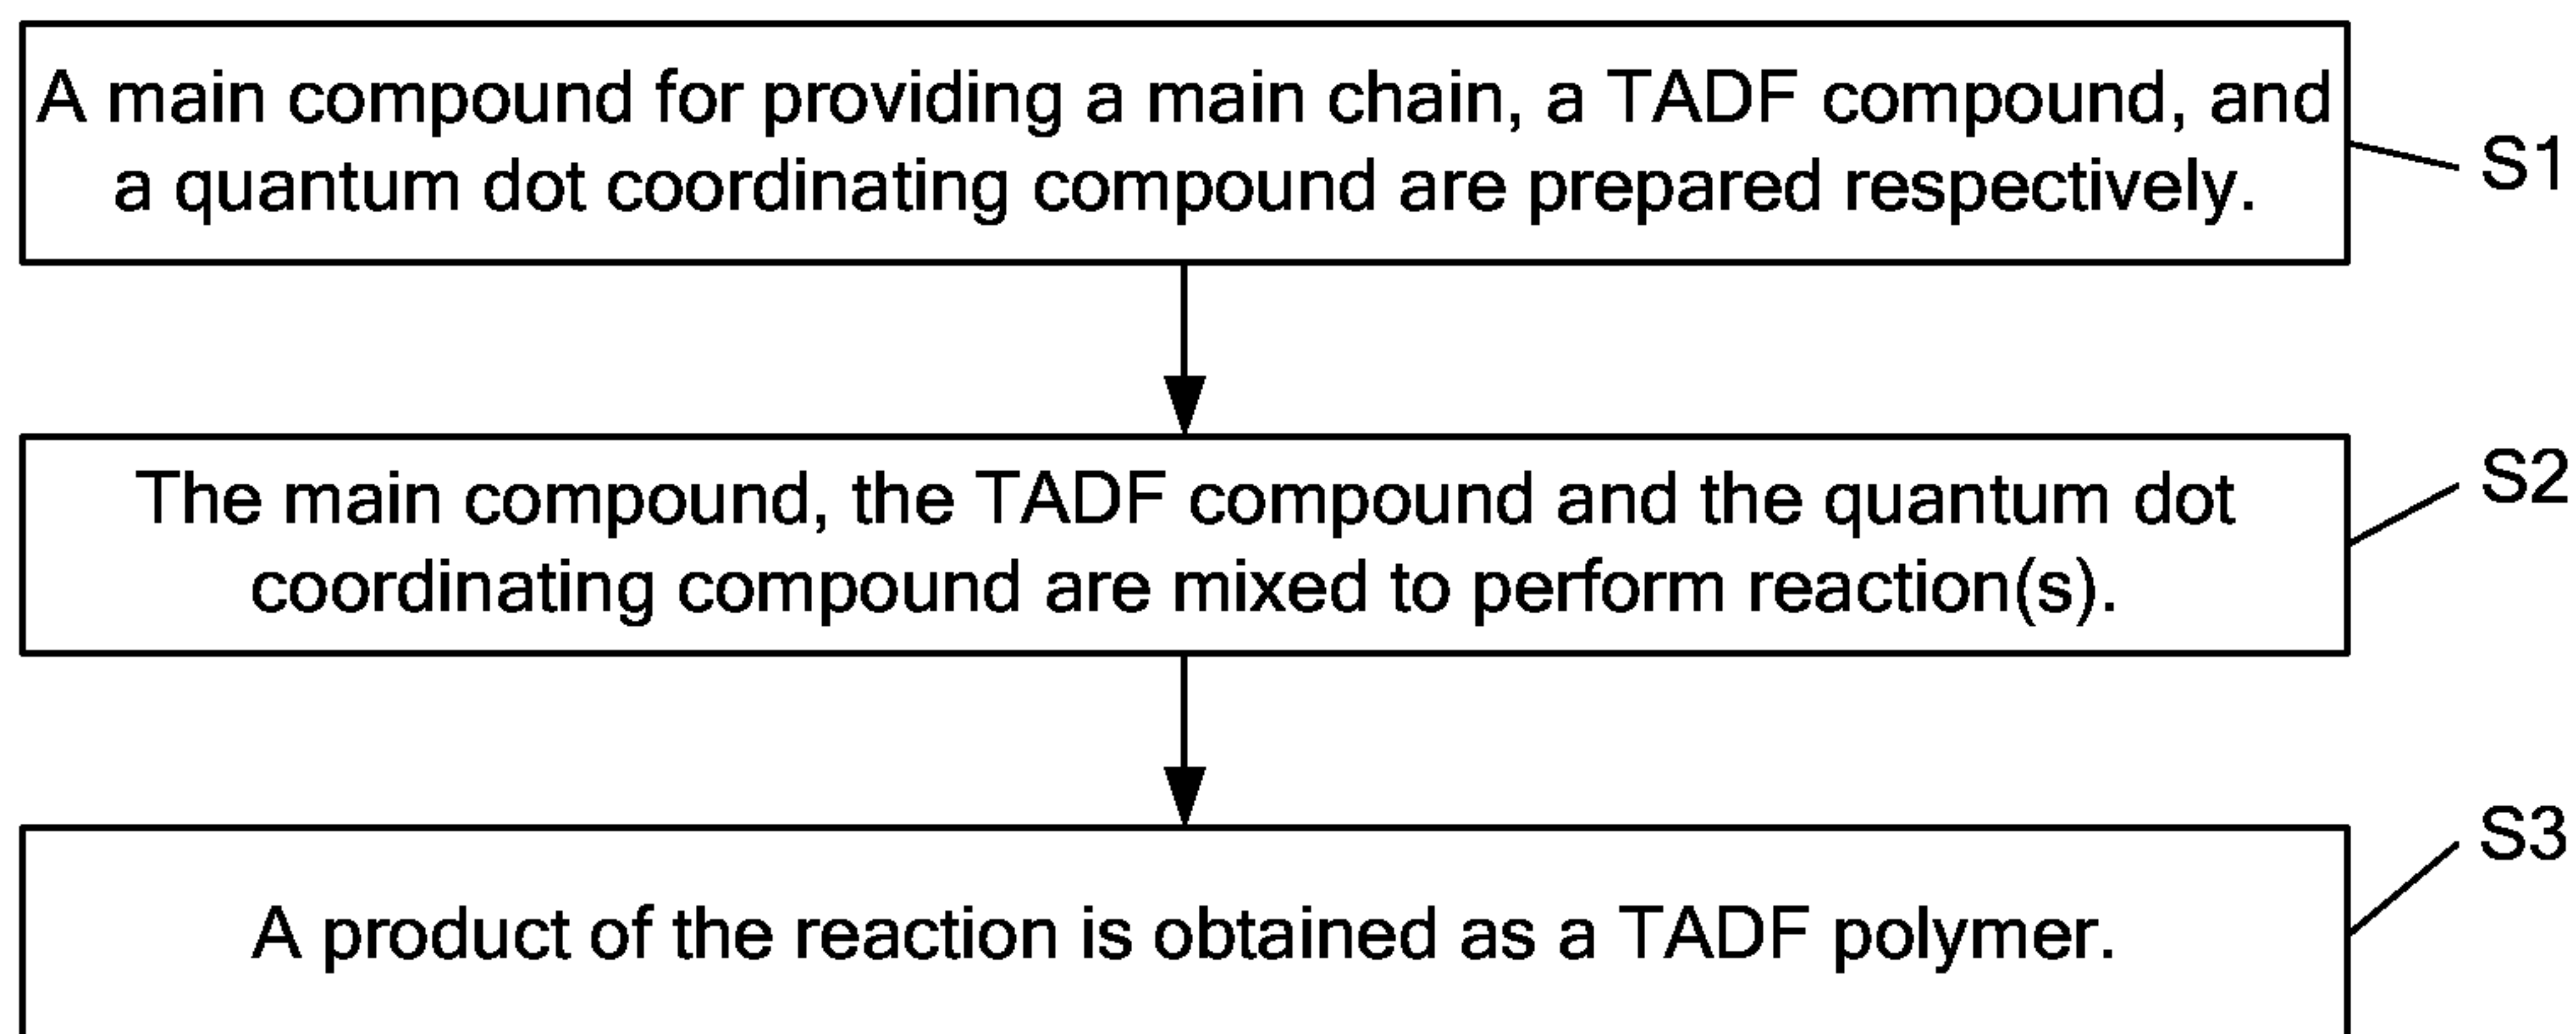 A main compound for providing a main chain, a TADF compound, and
a quantum dot coordinating compound are prepared respectively.
S1
The main compound, the TADF compound and the quantum dot
coordinating compound are mixed to perform reaction(s).
S2
A product of the reaction is obtained as a TADF polymer.
S3